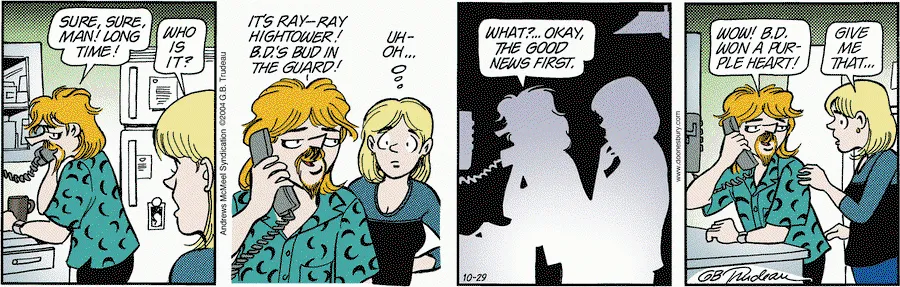 SURE, SURE,
MAN! LONG
TIME!
WHO
IS
IT?
Andrews McMeel Syndication ©2004 G.B. Trudeau
IT'S RAY-RAY
HIGHTOWER!
B.D.'S BUD IN
THE GUARD!
UH-
OH...
WHAT?... OKAY,
THE GOOD
NEWS FIRST.
10-29
www.doonesbury.com
WOW! B.D.
WON A PUR-
PLE HEART!
GIVE
ME
THAT...
GB Trudeau